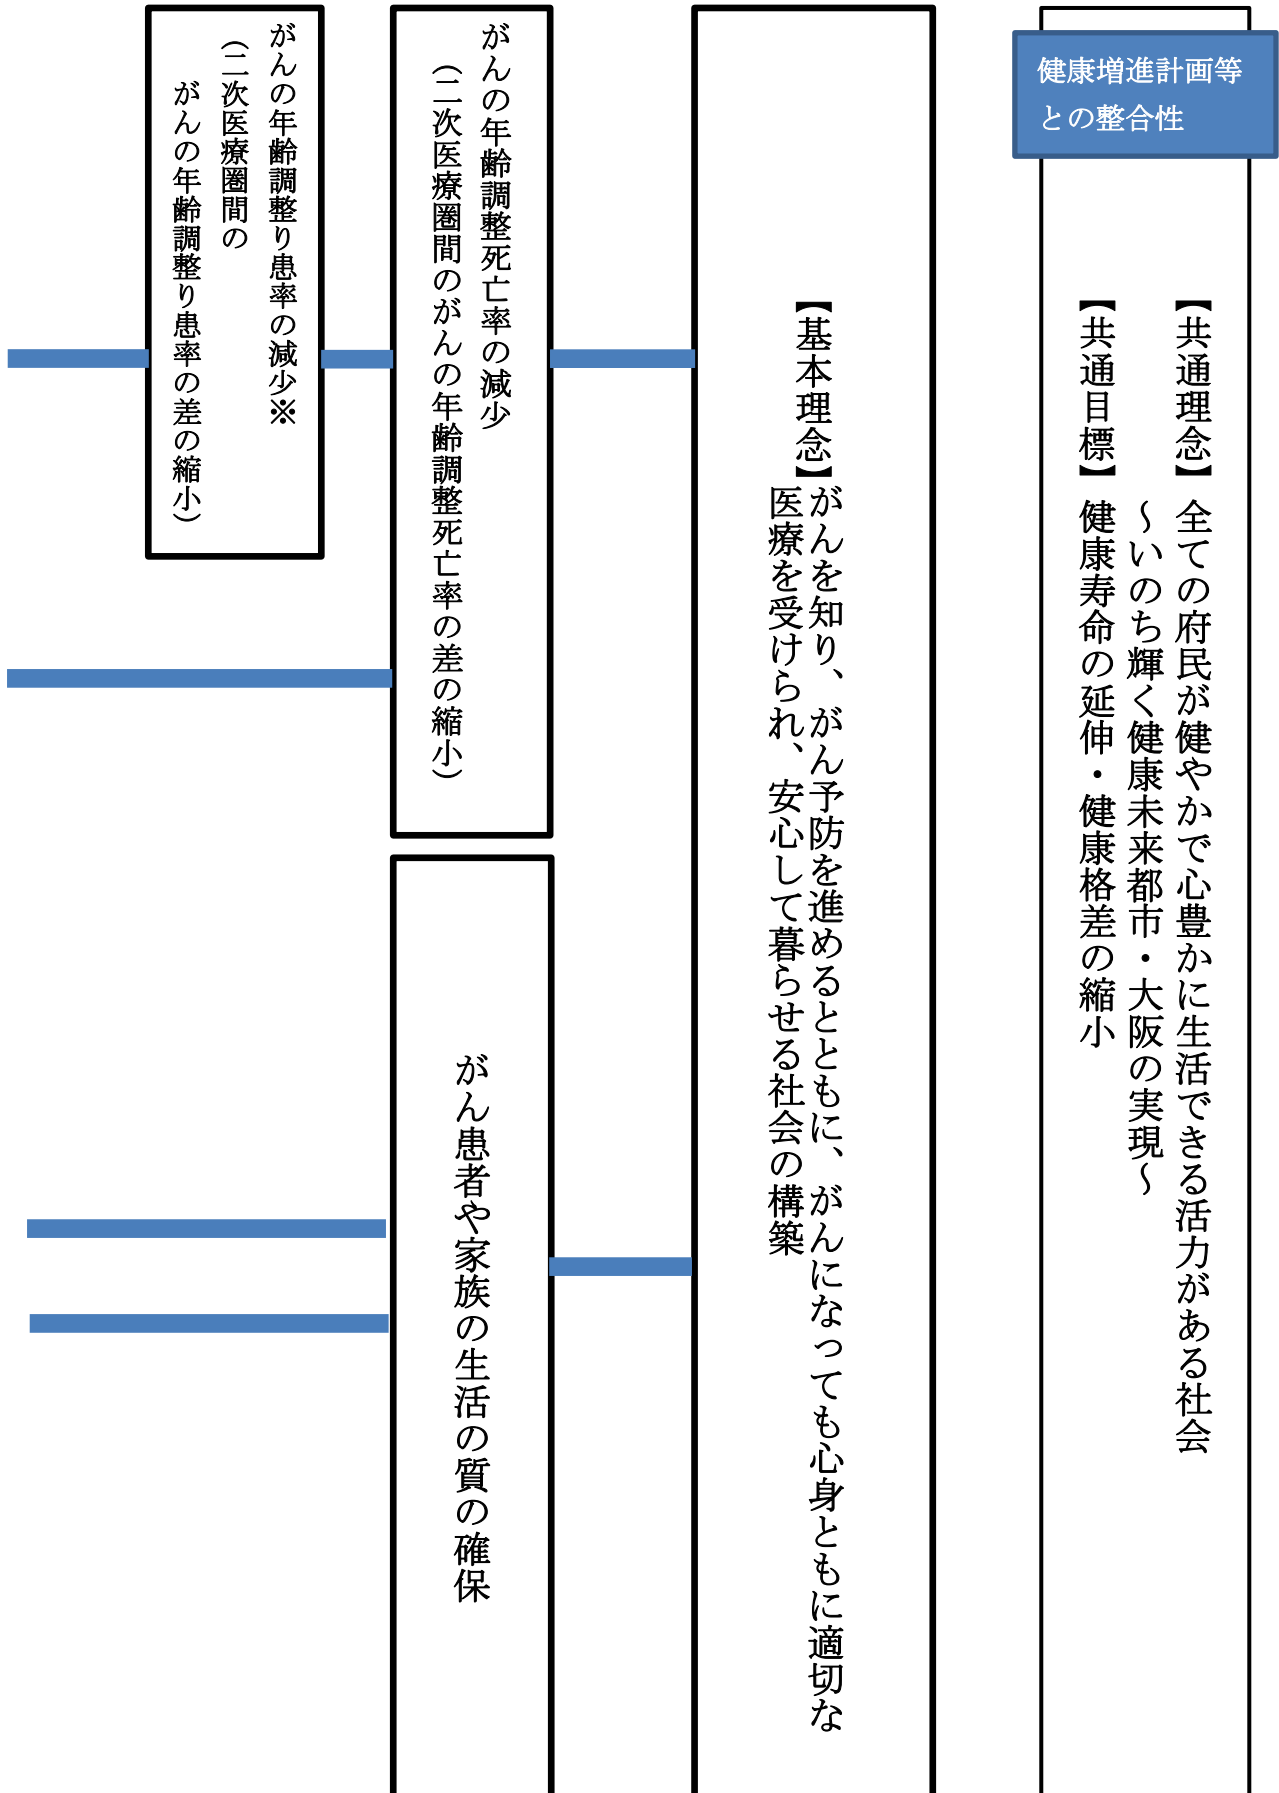 健康増進計画等
との整合性
【共通理念】全ての府民が健やかで心豊かに生活できる活力がある社会
～いのち輝く健康未来都市・大阪の実現～
【共通目標】健康寿命の延伸・健康格差の縮小
【基本理念】がんを知り、がん予防を進めるとともに、がんになっても心身ともに適切な
医療を受けられ、安心して暮らせる社会の構築
がんの年齢調整死亡率の減少
（二次医療圏間のがんの年齢調整死亡率の差の縮小）
がん患者や家族の生活の質の確保
がんの年齢調整り患率の減少※
（二次医療圏間の
がんの年齢調整り患率の差の縮小）